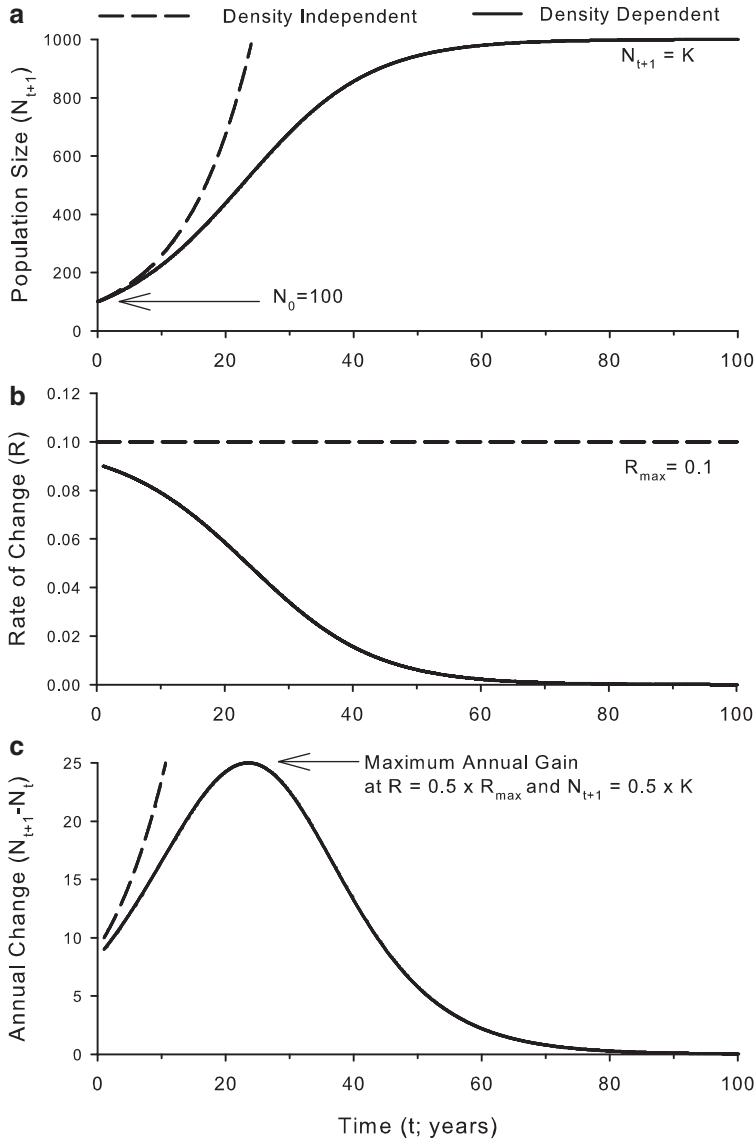 a
Density Independent
Density Dependent
1000
800
600
400
200
0
Population Size (Nt+1)
Nt+1 = K
N0=100
0 20 40 60 80 100
b
0.12
0.10
0.08
0.06
0.04
0.02
0.00
Rate of Change (R)
Rmax= 0.1
0 20 40 60 80 100
c
25
20
15
10
5
0
Annual Change (Nt+1-Nt)
Maximum Annual Gain
at R = 0.5 x Rmax and Nt+1 = 0.5 x K
0 20 40 60 80 100
Time (t; years)